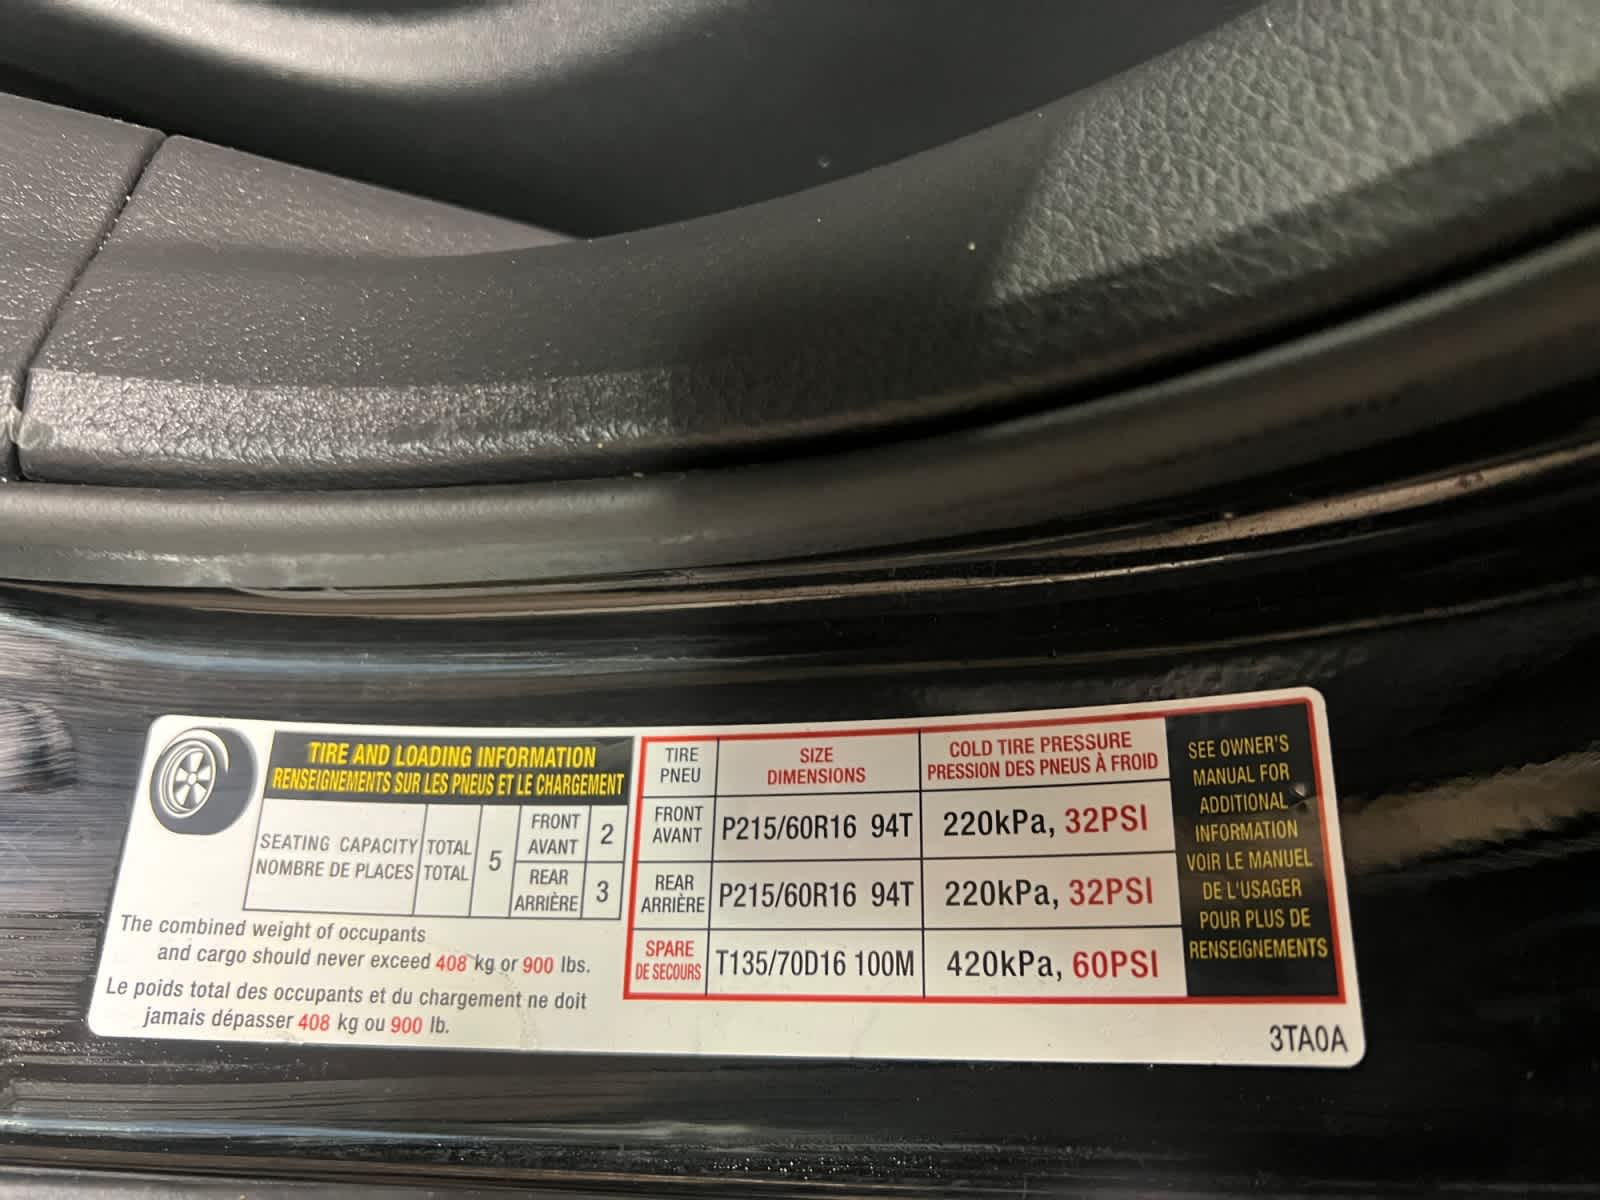 TIRE AND LOADING INFORMATION
RENSEIGNEMENTS SUR LES PNEUS ET LE CHARGEMENT
SEATING CAPACITY
NOMBRE DE PLACES
TOTAL
TOTAL
5
FRONT
AVANT
2
REAR
ARRIÈRE
3
The combined weight of occupants
and cargo should never exceed 408 kg or 900 lbs.
Le poids total des occupants et du chargement ne doit
jamais dépasser 408 kg ou 900 lb.
TIRE
PNEU
SIZE
DIMENSIONS
COLD TIRE PRESSURE
PRESSION DES PNEUS À FROID
FRONT
AVANT
P215/60R16 94T
220kPa, 32PSI
REAR
ARRIÈRE
P215/60R16 94T
220kPa, 32PSI
SPARE
DE SECOURS
T135/70D16 100M
420kPa, 60PSI
SEE OWNER'S
MANUAL FOR
ADDITIONAL
INFORMATION
VOIR LE MANUEL
DE L'USAGER
POUR PLUS DE
RENSEIGNEMENTS
3TA0A